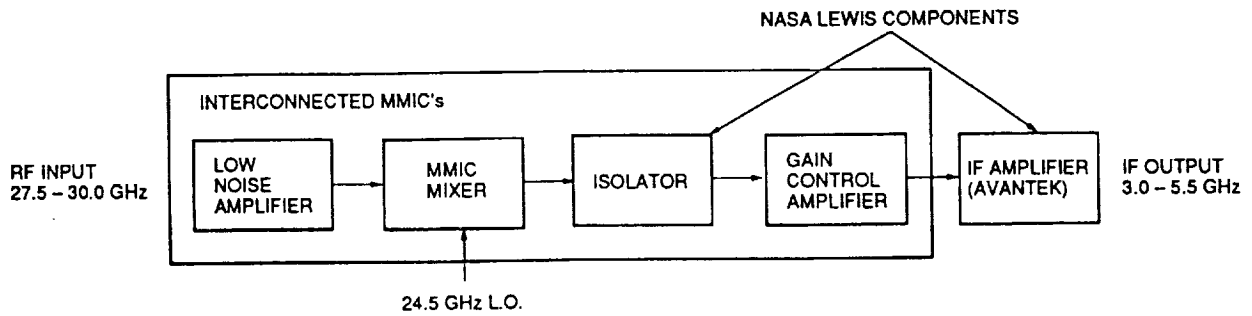 NASA LEWIS COMPONENTS
INTERCONNECTED MMIC's
RF INPUT
27.5 – 30.0 GHz
LOW
NOISE
AMPLIFIER
MMIC
MIXER
ISOLATOR
GAIN
CONTROL
AMPLIFIER
IF AMPLIFIER
(AVANTEK)
IF OUTPUT
3.0 – 5.5 GHz
24.5 GHz L.O.